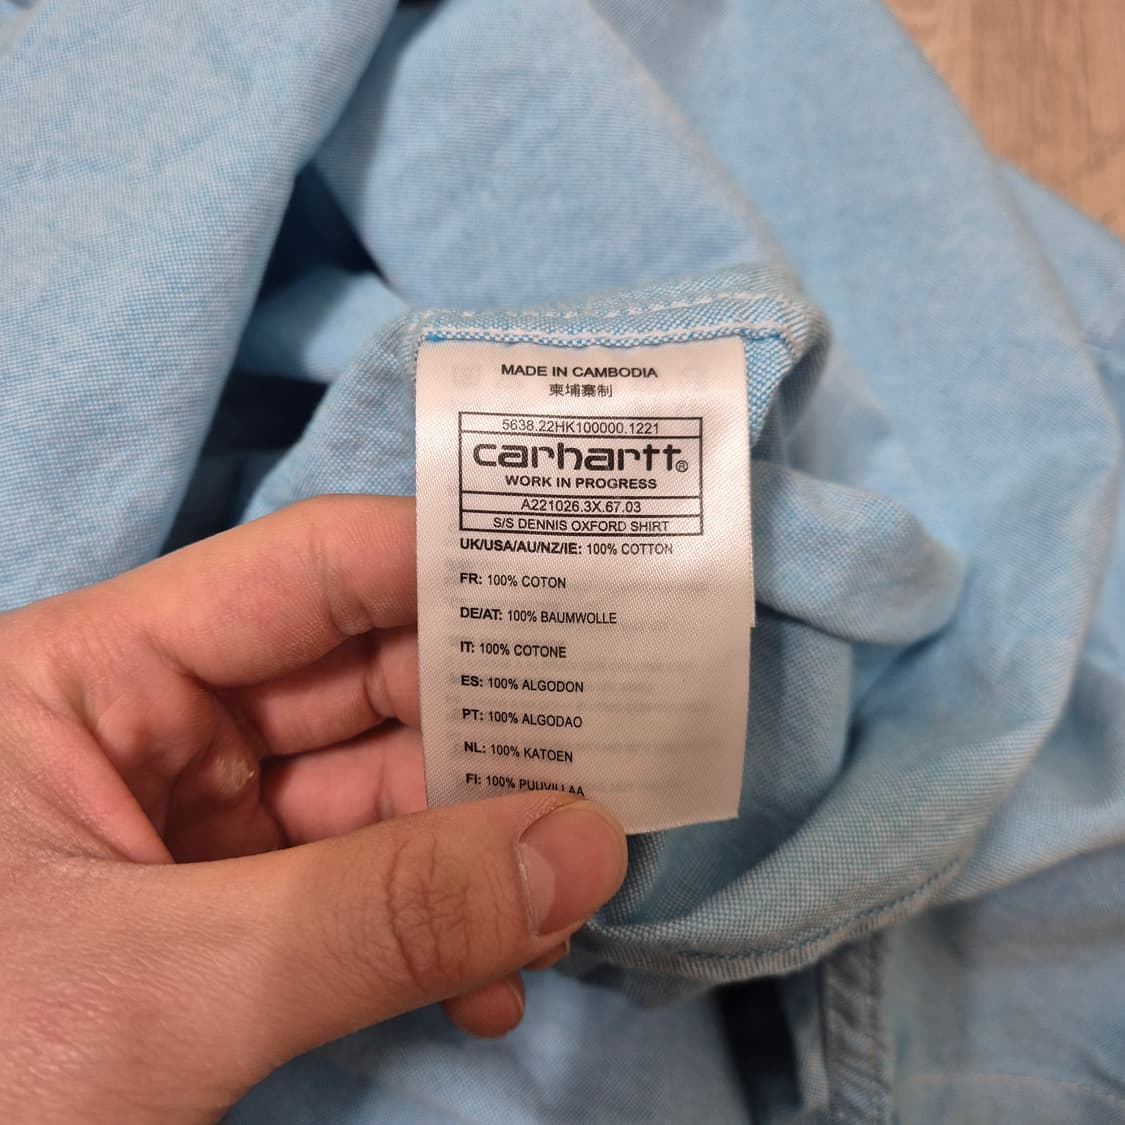 MADE IN CAMBODIA
柬埔寨制
5638.22HK100000.1221
carhartt®
WORK IN PROGRESS
A221026.3X.67.03
S/S DENNIS OXFORD SHIRT
UK/USA/AU/NZ/IE: 100% COTTON
FR: 100% COTON
DE/AT: 100% BAUMWOLLE
IT: 100% COTONE
ES: 100% ALGODON
PT: 100% ALGODAO
NL: 100% KATOEN
FI: 100% PUUVILLAA